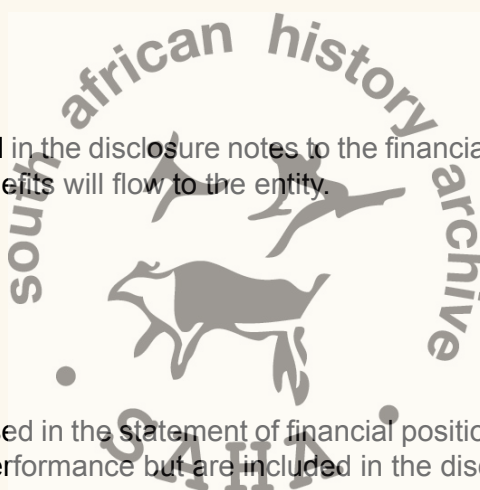 south african history archive
in the disclosure notes to the financia
efits will flow to the entity.
ed in the statement of financial positio
rformance but are included in the disc
SAHA